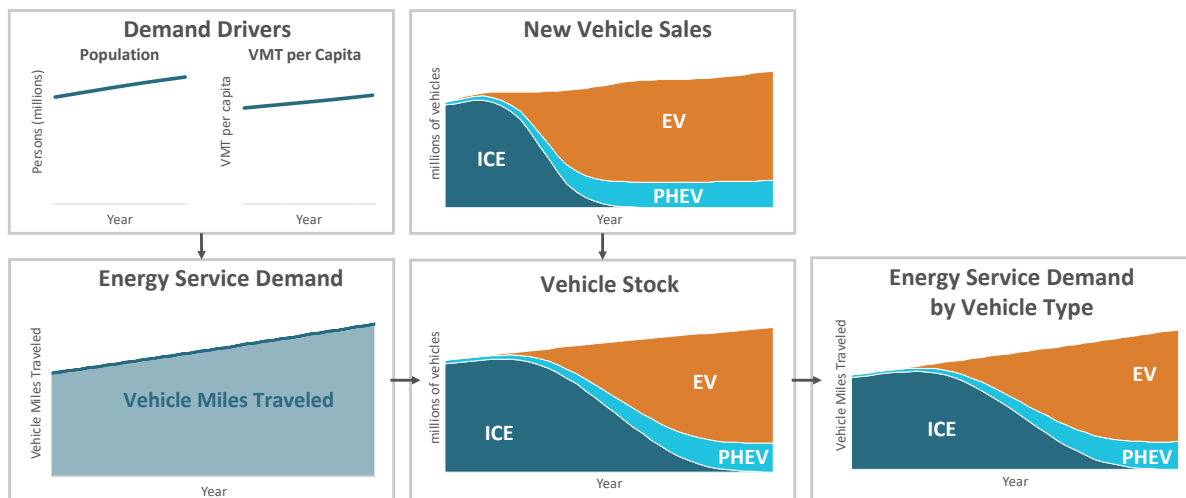 Demand Drivers
Population
Persons (millions)
Year
VMT per Capita
VMT per capita
Year
New Vehicle Sales
millions of vehicles
EV
ICE
PHEV
Year
Energy Service Demand
Vehicle Miles Traveled
Vehicle Miles Traveled
Year
Vehicle Stock
millions of vehicles
EV
ICE
PHEV
Year
Energy Service Demand
by Vehicle Type
Vehicle Miles Traveled
EV
ICE
PHEV
Year